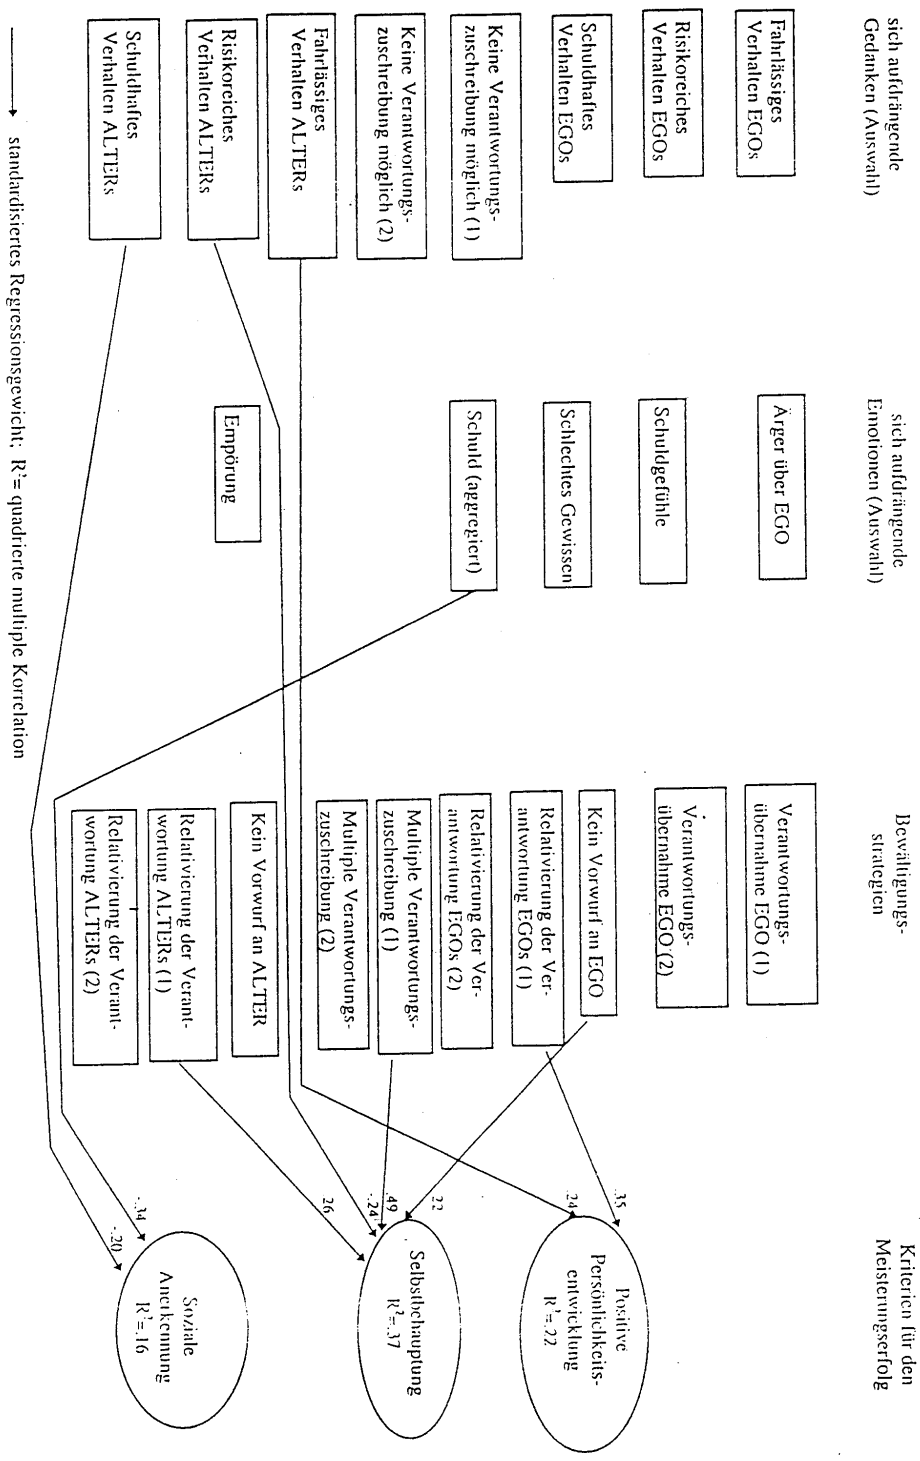 sich aufdrängende
Gedanken (Auswahl)
sich aufdrängende
Emotionen (Auswahl)
Bewältigungs-
strategien
Kriterien für den
Meisterungserfolg
Fahrlässiges
Verhalten EGOs
Risikoreiches
Verhalten EGOs
Schuldhaftes
Verhalten EGOs
Keine Verantwortungs-
zuschreibung möglich (1)
Keine Verantwortungs-
zuschreibung möglich (2)
Fahrlässiges
Verhalten ALTERs
Risikoreiches
Verhalten ALTERs
Schuldhaftes
Verhalten ALTERs
Ärger über EGO
Schuldgefühle
Schlechtes Gewissen
Schuld (aggregiert)
Empörung
Verantwortungs-
übernahme EGO (1)
Verantwortungs-
übernahme EGO (2)
Kein Vorwurf an EGO
Relativierung der Ver-
antwortung EGOs (1)
Relativierung der Ver-
antwortung EGOs (2)
Multiple Verantwortungs-
zuschreibung (1)
Multiple Verantwortungs-
zuschreibung (2)
Kein Vorwurf an ALTER
Relativierung der Verant-
wortung ALTERs (1)
Relativierung der Verant-
wortung ALTERs (2)
.35
.24
.22
.49
-.24
.26
-.34
-.20
Positive
Persönlichkeits-
entwicklung
R²=.22
Selbstbehauptung
R²=.37
Soziale
Anerkennung
R²=.16
standardisiertes Regressionsgewicht; R²= quadrierte multiple Korrelation